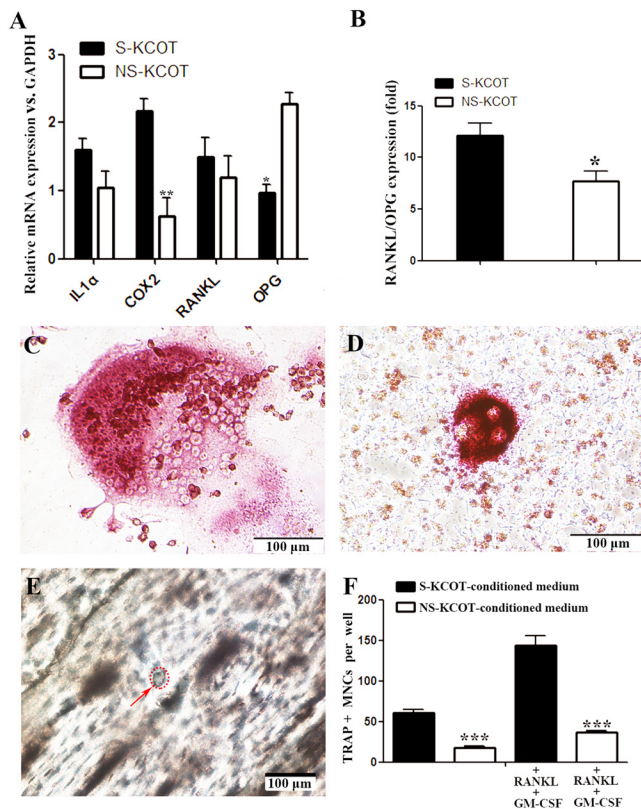 A
S-KCOT
NS-KCOT
Relative mRNA expression vs. GAPDH
3
2
1
0
**
*
IL1α
COX2
RANKL
OPG
B
S-KCOT
NS-KCOT
RANKL/OPG expression (fold)
20
15
10
5
0
*
C
100 µm
D
100 µm
E
100 µm
F
S-KCOT-conditioned medium
NS-KCOT-conditioned medium
TRAP + MNCs per well
200
150
100
50
0
***
***
+
RANKL
+
GM-CSF
+
RANKL
+
GM-CSF